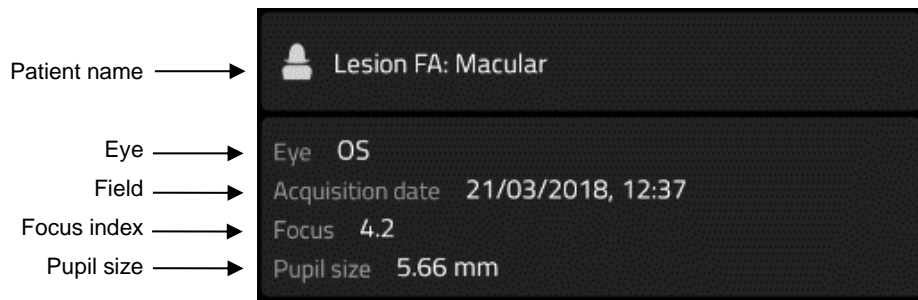 Patient name Lesion FA: Macular
Eye Eye OS
Field Acquisition date 21/03/2018, 12:37
Focus index Focus 4.2
Pupil size Pupil size 5.66 mm